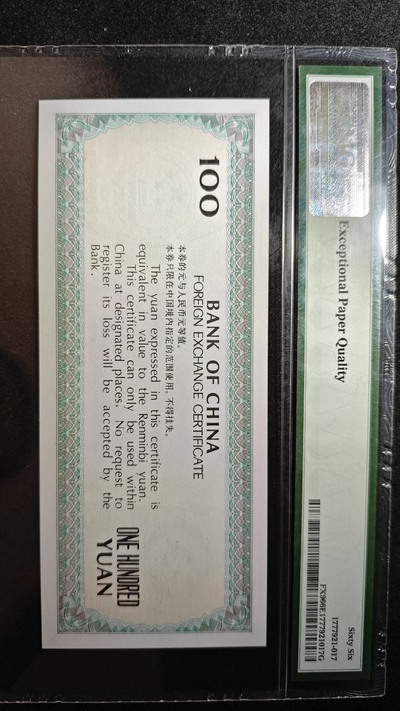 Exceptional Paper Quality
Sixty Six
1777921-017
FX966E1777921017G
100
BANK OF CHINA
FOREIGN EXCHANGE CERTIFICATE
本券的元与人民币元等值。
本券只限在中国境内指定的范围使用，不得挂失。
The yuan expressed in this certificate is
equivalent in value to the Renminbi yuan.
This certificate can only be used within
China at designated places. No request to
register its loss will be accepted by the
Bank.
ONE HUNDRED
YUAN